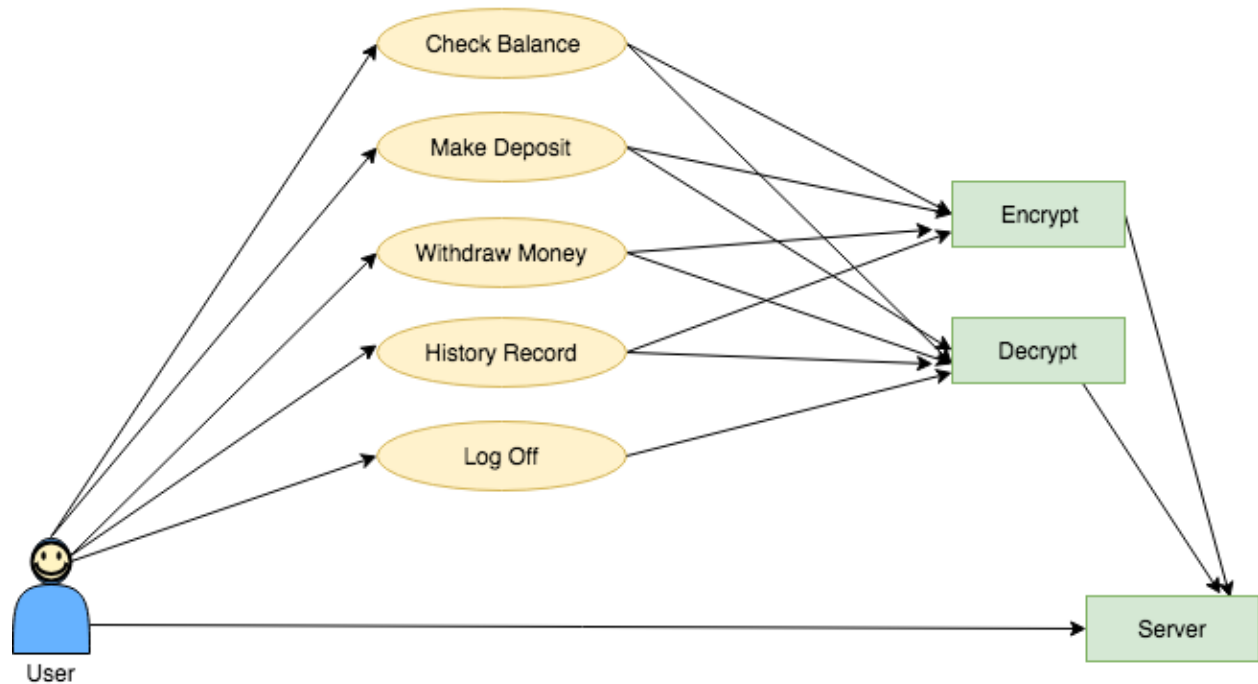 Check Balance
Make Deposit
Encrypt
Withdraw Money
History Record
Decrypt
Log Off
Server
User